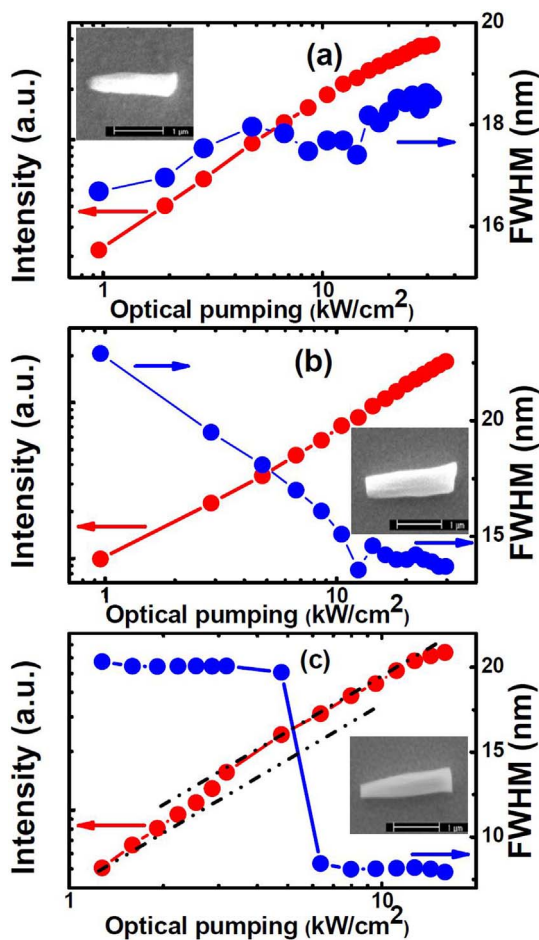 (a)
20
18
16
Intensity (a.u.)
FWHM (nm)
1 μm
1
10
Optical pumping (kW/cm²)
(b)
20
15
Intensity (a.u.)
FWHM (nm)
1 μm
1
10
Optical pumping (kW/cm²)
(c)
20
15
10
Intensity (a.u.)
FWHM (nm)
1 μm
1
10
Optical pumping (kW/cm²)